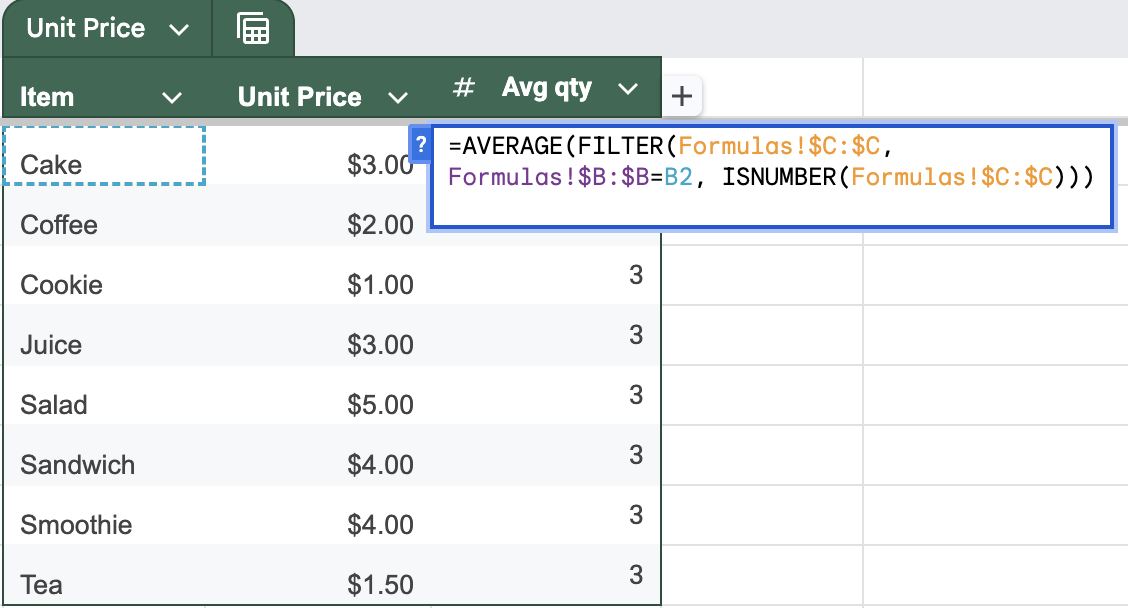 Unit Price
Item Unit Price # Avg qty +
Cake $3.00 ? =AVERAGE(FILTER(Formulas!$C:$C,
Formulas!$B:$B=B2, ISNUMBER(Formulas!$C:$C)))
Coffee $2.00
Cookie $1.00 3
Juice $3.00 3
Salad $5.00 3
Sandwich $4.00 3
Smoothie $4.00 3
Tea $1.50 3